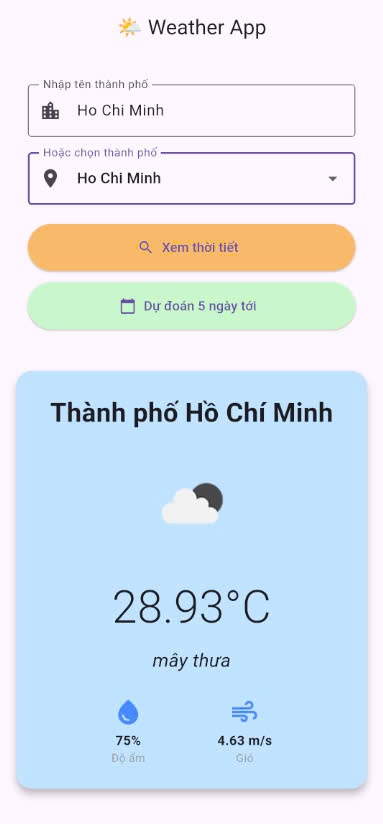 🌤️ Weather App
Nhập tên thành phố
Ho Chi Minh
Hoặc chọn thành phố
Ho Chi Minh
Xem thời tiết
Dự đoán 5 ngày tới
Thành phố Hồ Chí Minh
28.93°C
mây thưa
75% 4.63 m/s
Độ ẩm Gió